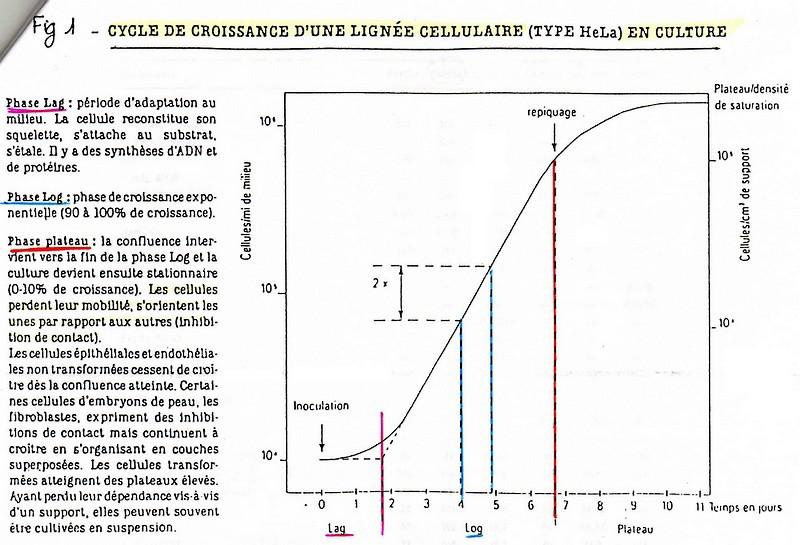 Fig 1 - CYCLE DE CROISSANCE D'UNE LIGNÉE CELLULAIRE (TYPE HeLa) EN CULTURE
Phase Lag : période d'adaptation au
milieu. La cellule reconstitue son
squelette, s'attache au substrat,
s'étale. Il y a des synthèses d'ADN et
de protéines.
Phase Log : phase de croissance expo-
nentielle (90 à 100% de croissance).
Phase plateau : la confluence inter-
vient vers la fin de la phase Log et la
culture devient ensuite stationnaire
(0-10% de croissance). Les cellules
perdent leur mobilité, s'orientent les
unes par rapport aux autres (inhibi-
tion de contact).
Les cellules épithéliales et endothélia-
les non transformées cessent de croî-
tre dès la confluence atteinte. Certai-
nes cellules d'embryons de peau, les
fibroblastes, expriment des inhibi-
tions de contact mais continuent à
croître en s'organisant en couches
superposées. Les cellules transfor-
mées atteignent des plateaux élevés.
Ayant perdu leur dépendance vis-à-vis
d'un support, elles peuvent souvent
être cultivées en suspension.
Cellules/ml de milieu
10⁶
10⁵
10⁴
Inoculation
2 x
repiquage
Plateau/densité
de saturation
10⁵
10⁴
Cellules/cm² de support
0 1 2 3 4 5 6 7 8 9 10 11 Temps en jours
Lag Log Plateau